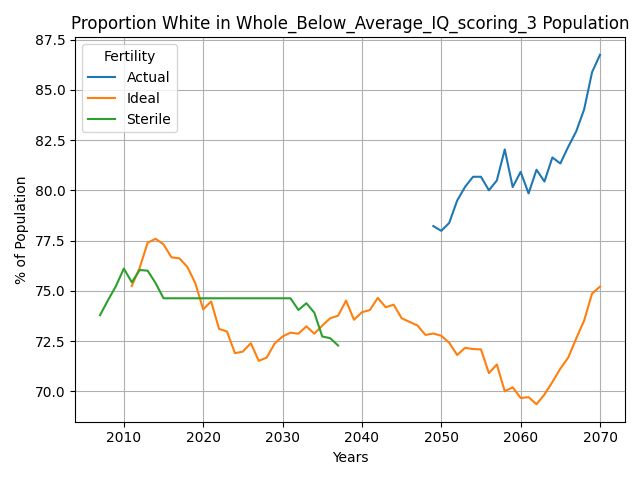 Proportion White in Whole_Below_Average_IQ_scoring_3 Population
87.5
85.0
82.5
80.0
77.5
75.0
72.5
70.0
% of Population
Fertility
Actual
Ideal
Sterile
2010
2020
2030
2040
2050
2060
2070
Years